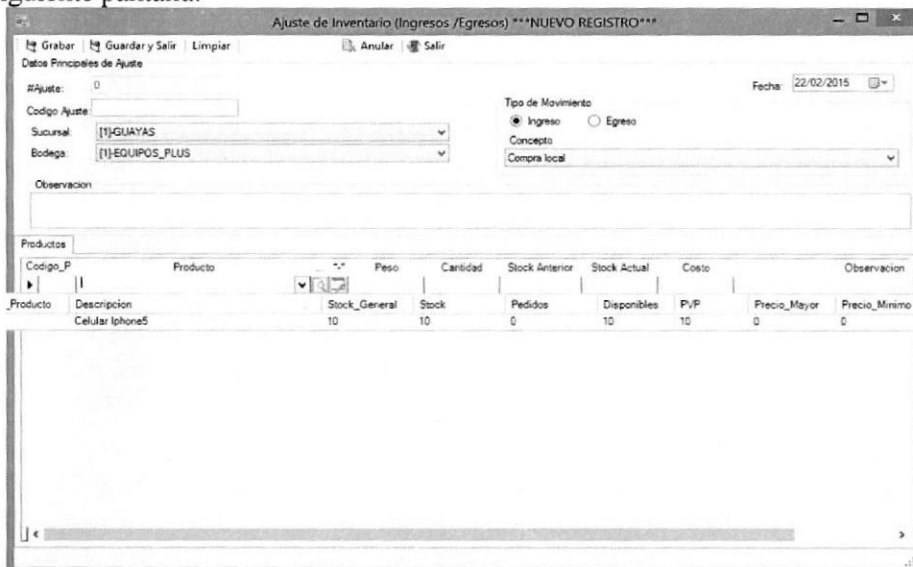 siguiente pantalla:
Ajuste de Inventario (Ingresos /Egresos) ***NUEVO REGISTRO***
Grabar Guardar y Salir Limpiar Anular Salir
Datos Principales de Ajuste
#Ajuste: 0
Fecha: 22/02/2015
Codigo Ajuste:
Tipo de Movimiento
Ingreso Egreso
Sucursal: [1]-GUAYAS
Concepto
Bodega: [1]-EQUIPOS_PLUS
Compra local
Observacion
Productos
Codigo_P Producto ... "-" Peso Cantidad Stock Anterior Stock Actual Costo Observacion
_Producto Descripcion Stock_General Stock Pedidos Disponibles PVP Precio_Mayor Precio_Minimo
Celular Iphone5 10 10 0 10 10 0 0